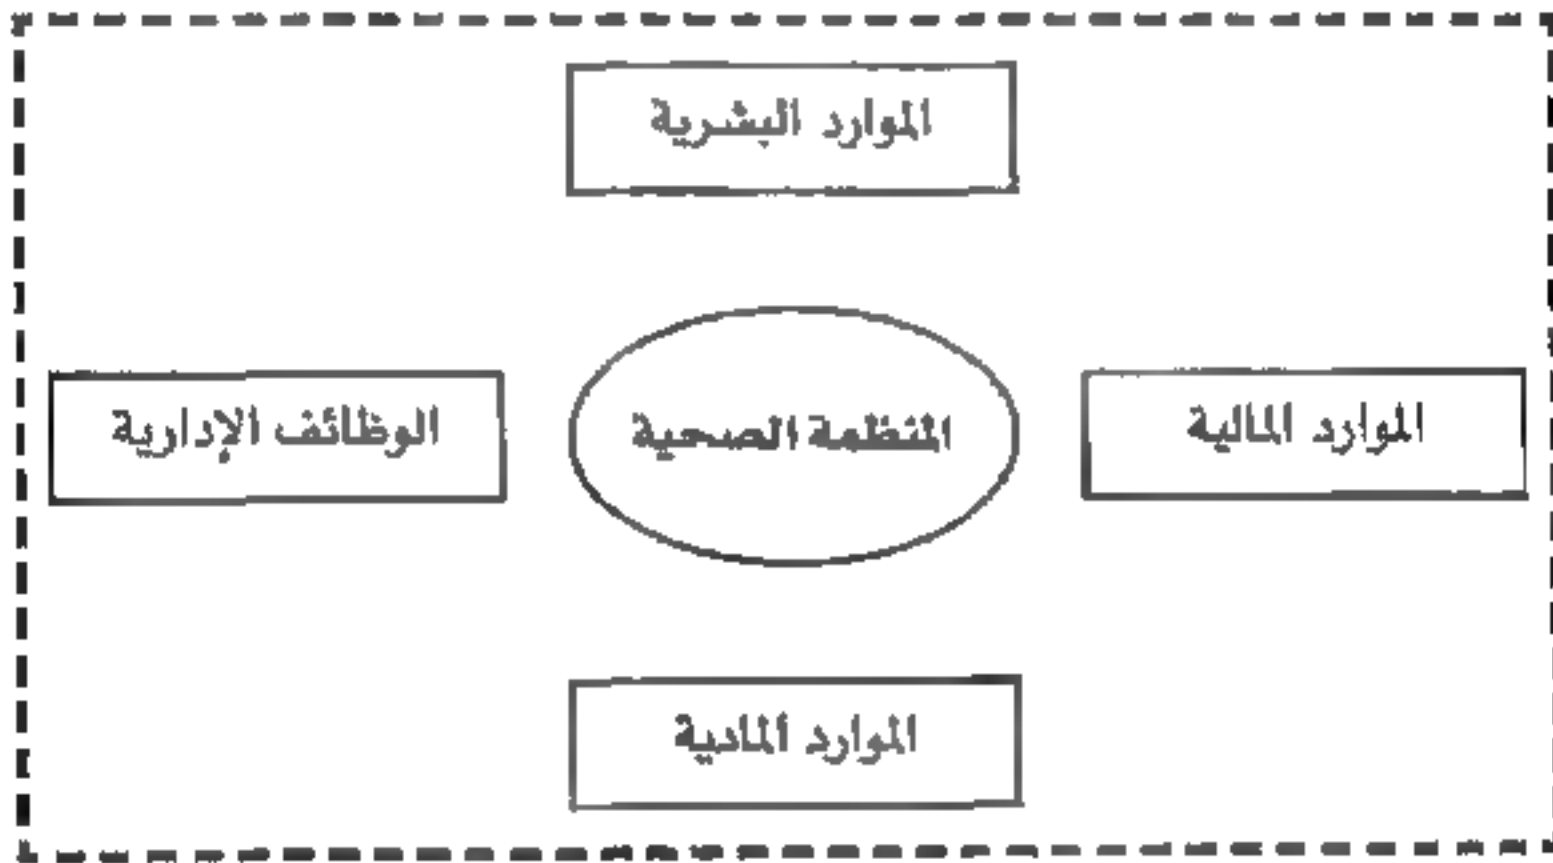 الموارد البشرية
الموارد المالية
المنظمة الصحية
الوظائف الإدارية
الموارد المادية